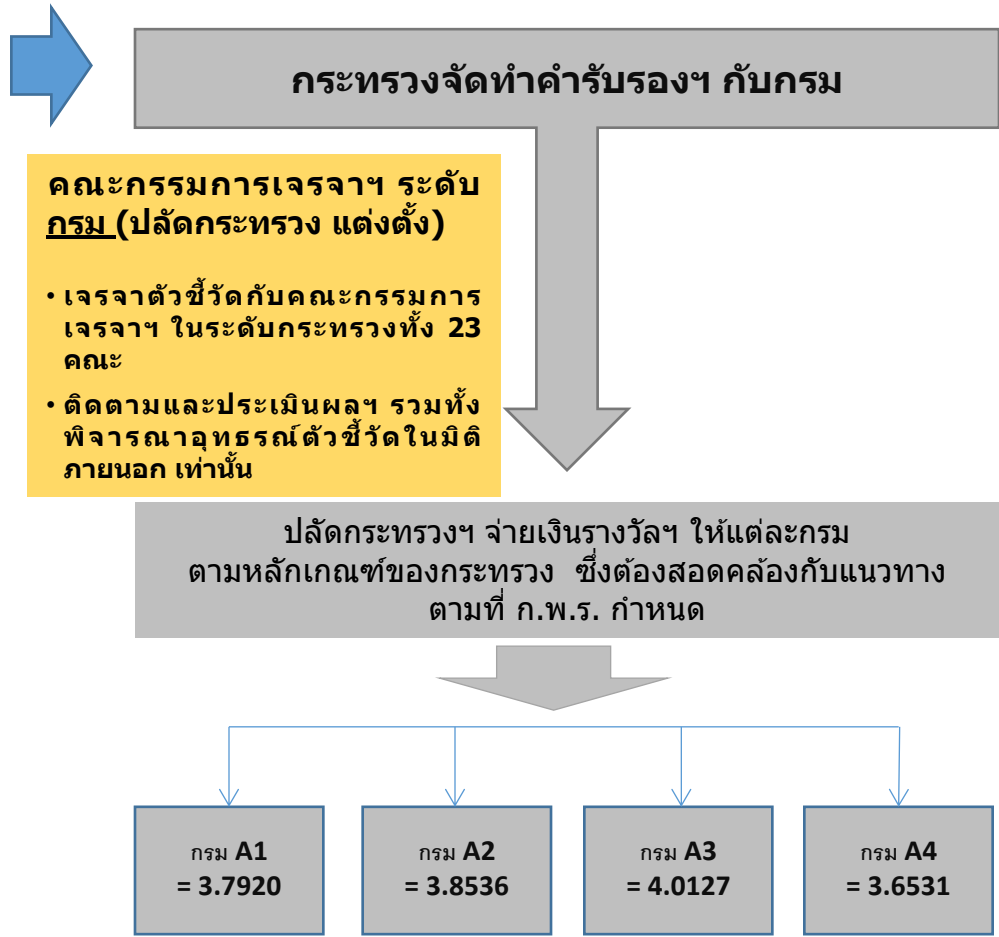 กระทรวงจัดทำคำรับรองฯ กับกรม
คณะกรรมการเจรจาฯ ระดับ
กรม (ปลัดกระทรวง แต่งตั้ง)
• เจรจาตัวชี้วัดกับคณะกรรมการ
เจรจาฯ ในระดับกระทรวงทั้ง 23
คณะ
• ติดตามและประเมินผลฯ รวมทั้ง
พิจารณาอุทธรณ์ตัวชี้วัดในมิติ
ภายนอก เท่านั้น
ปลัดกระทรวงฯ จ่ายเงินรางวัลฯ ให้แต่ละกรม
ตามหลักเกณฑ์ของกระทรวง ซึ่งต้องสอดคล้องกับแนวทาง
ตามที่ ก.พ.ร. กำหนด
กรม A1
= 3.7920
กรม A2
= 3.8536
กรม A3
= 4.0127
กรม A4
= 3.6531